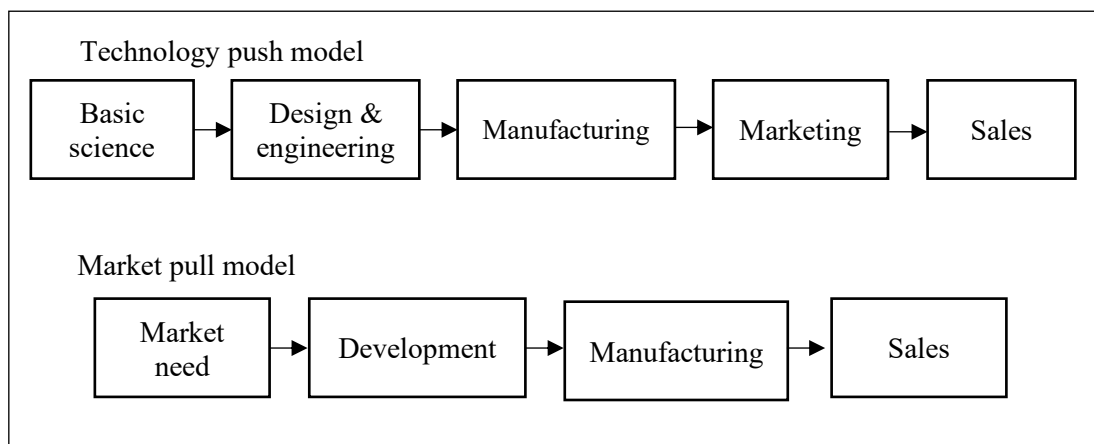 Technology push model
Basic
science
Design &
engineering
Manufacturing
Marketing
Sales
Market pull model
Market
need
Development
Manufacturing
Sales